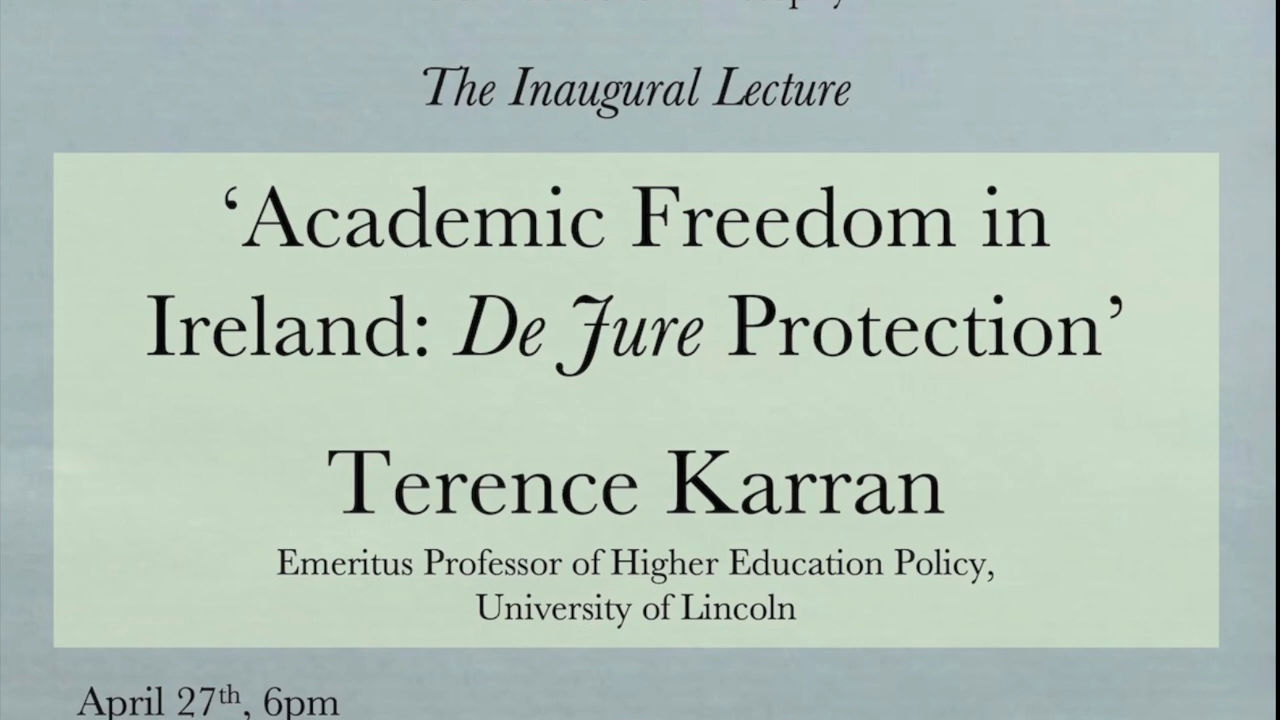 The Inaugural Lecture
‘Academic Freedom in
Ireland: De Jure Protection’
Terence Karran
Emeritus Professor of Higher Education Policy,
University of Lincoln
April 27th, 6pm